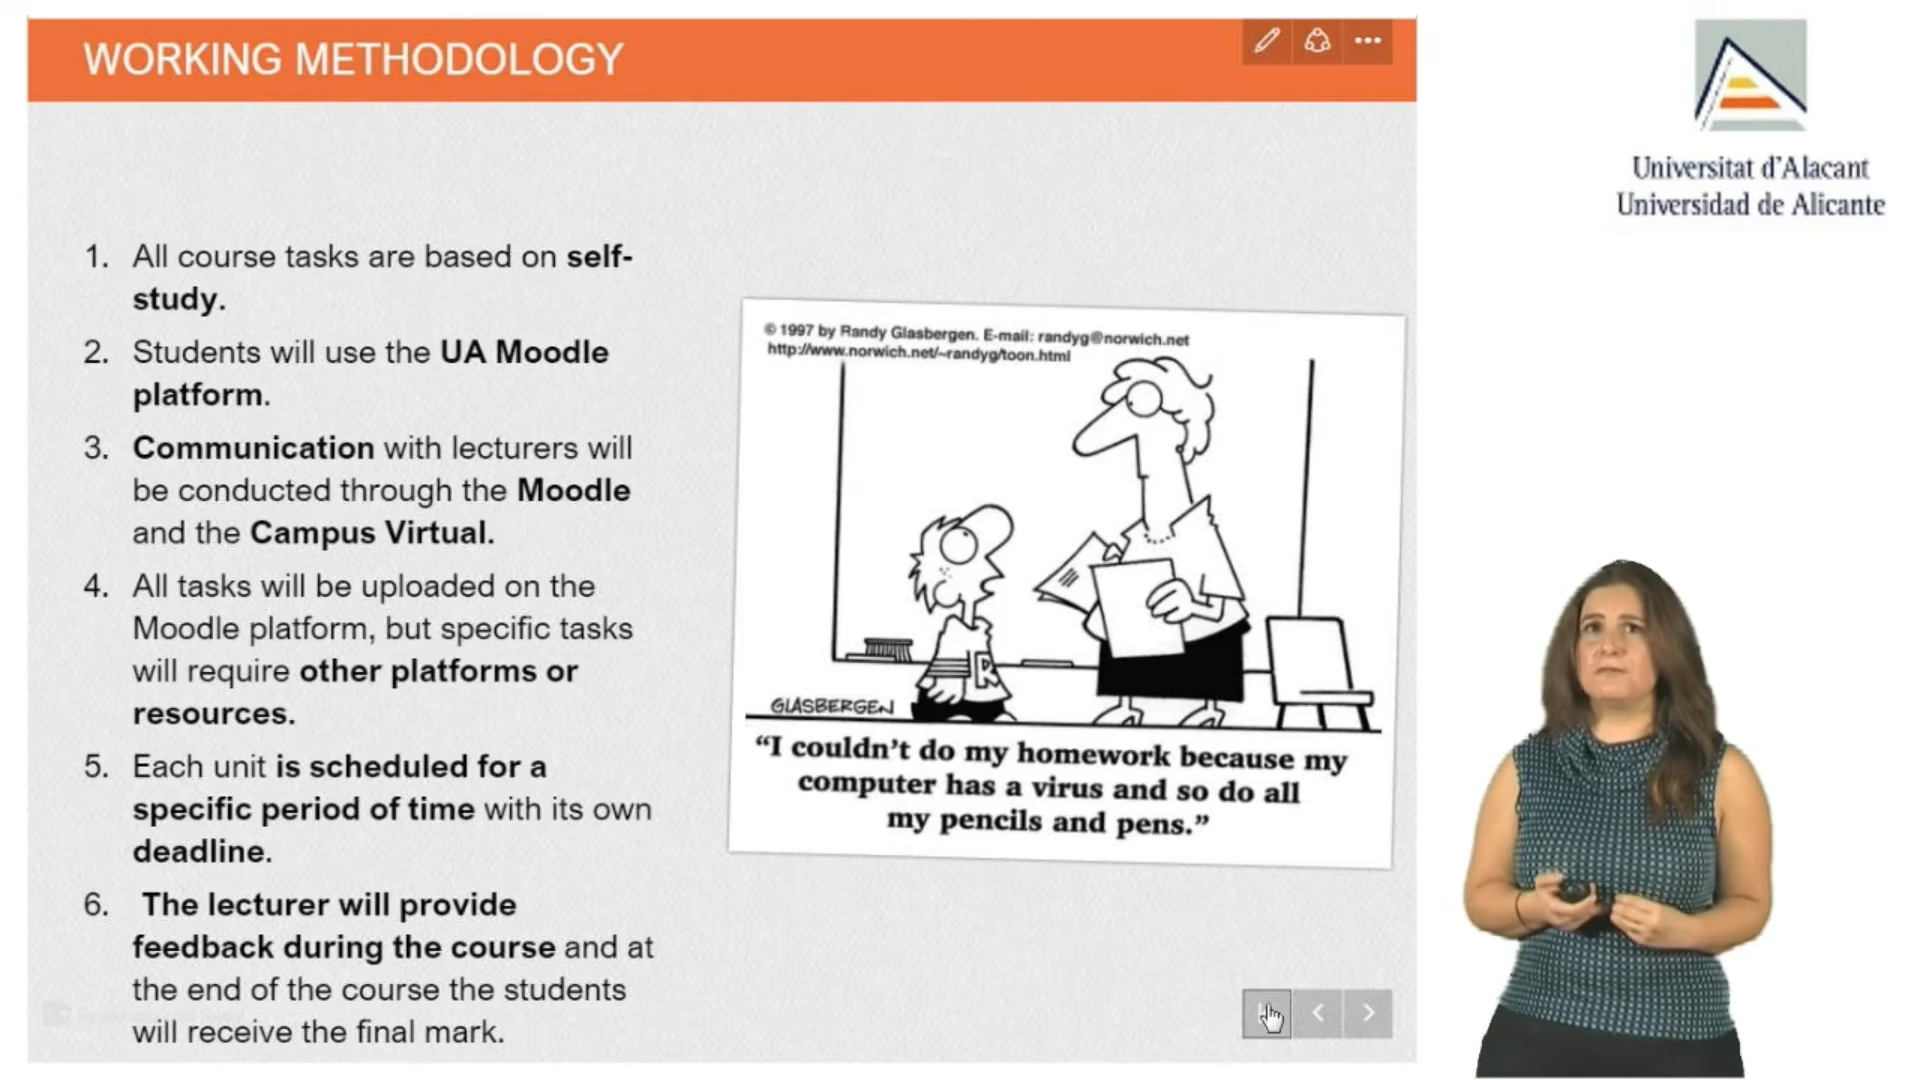 WORKING METHODOLOGY
Universitat d'Alacant
Universidad de Alicante
1. All course tasks are based on self-
study.
2. Students will use the UA Moodle
platform.
3. Communication with lecturers will
be conducted through the Moodle
and the Campus Virtual.
4. All tasks will be uploaded on the
Moodle platform, but specific tasks
will require other platforms or
resources.
5. Each unit is scheduled for a
specific period of time with its own
deadline.
6. The lecturer will provide
feedback during the course and at
the end of the course the students
will receive the final mark.
© 1997 by Randy Glasbergen. E-mail: randyg@norwich.net
http://www.norwich.net/~randyg/toon.html
R
GLASBERGEN
“I couldn’t do my homework because my
computer has a virus and so do all
my pencils and pens.”